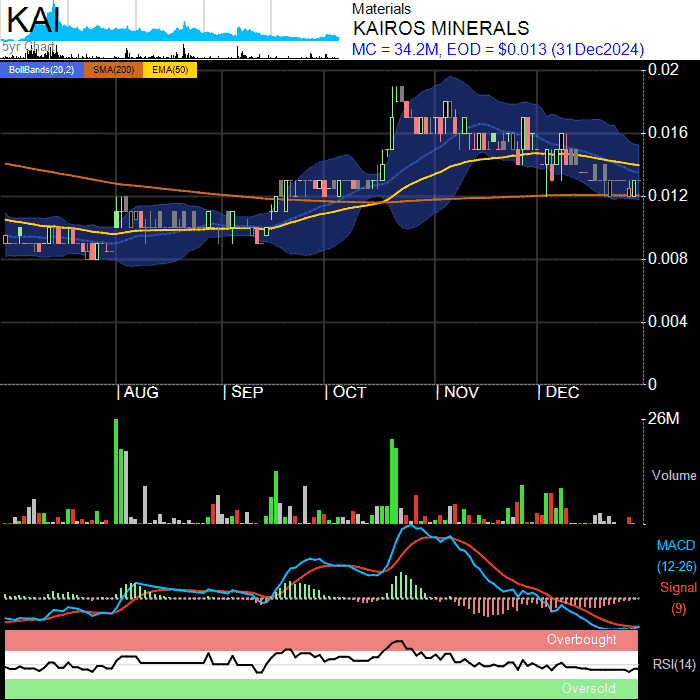 KAI
5yr Chart
Materials
KAIROS MINERALS
MC = 34.2M, EOD = $0.013 (31Dec2024)
BollBands(20,2) SMA(200) EMA(50)
0.02
0.016
0.012
0.008
0.004
0
| AUG | SEP | OCT | NOV | DEC
26M
Volume
MACD
(12-26)
Signal
(9)
Overbought
RSI(14)
Oversold